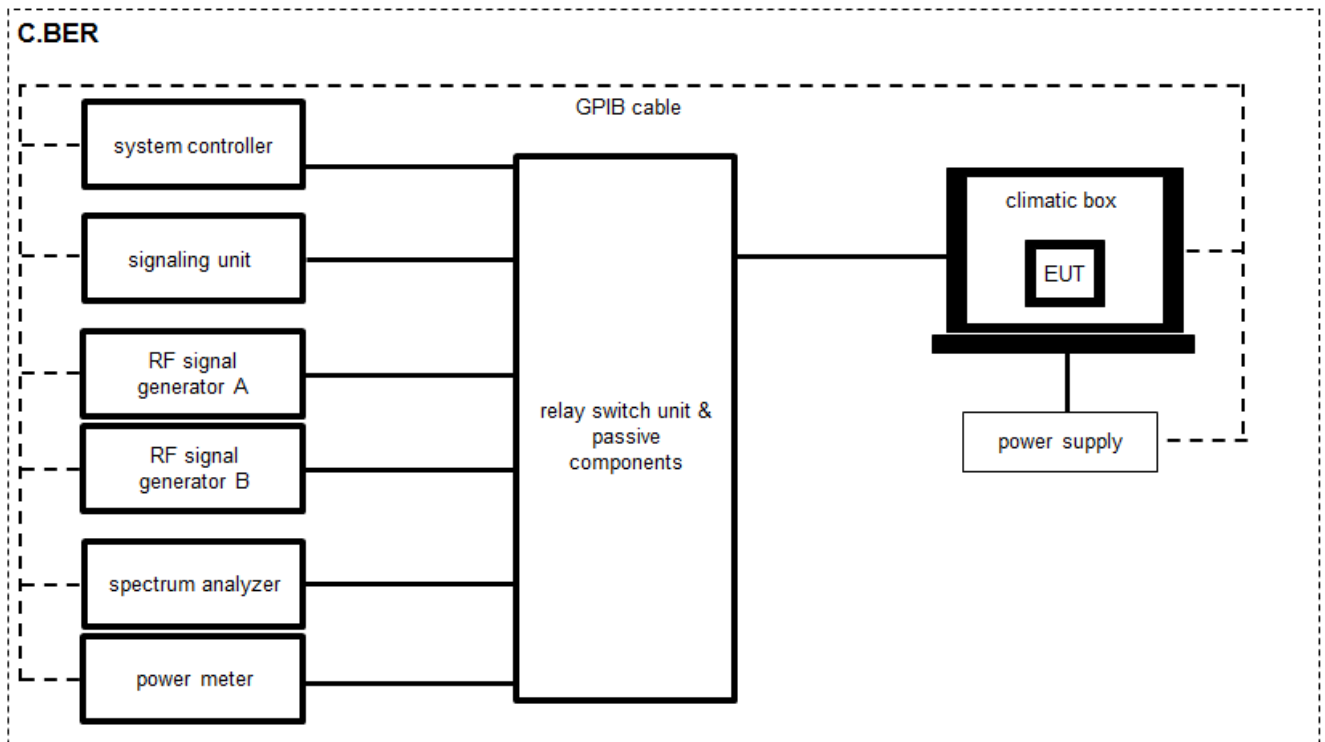 C.BER
GPIB cable
system controller
signaling unit
RF signal
generator A
RF signal
generator B
spectrum analyzer
power meter
relay switch unit &
passive
components
climatic box
EUT
power supply